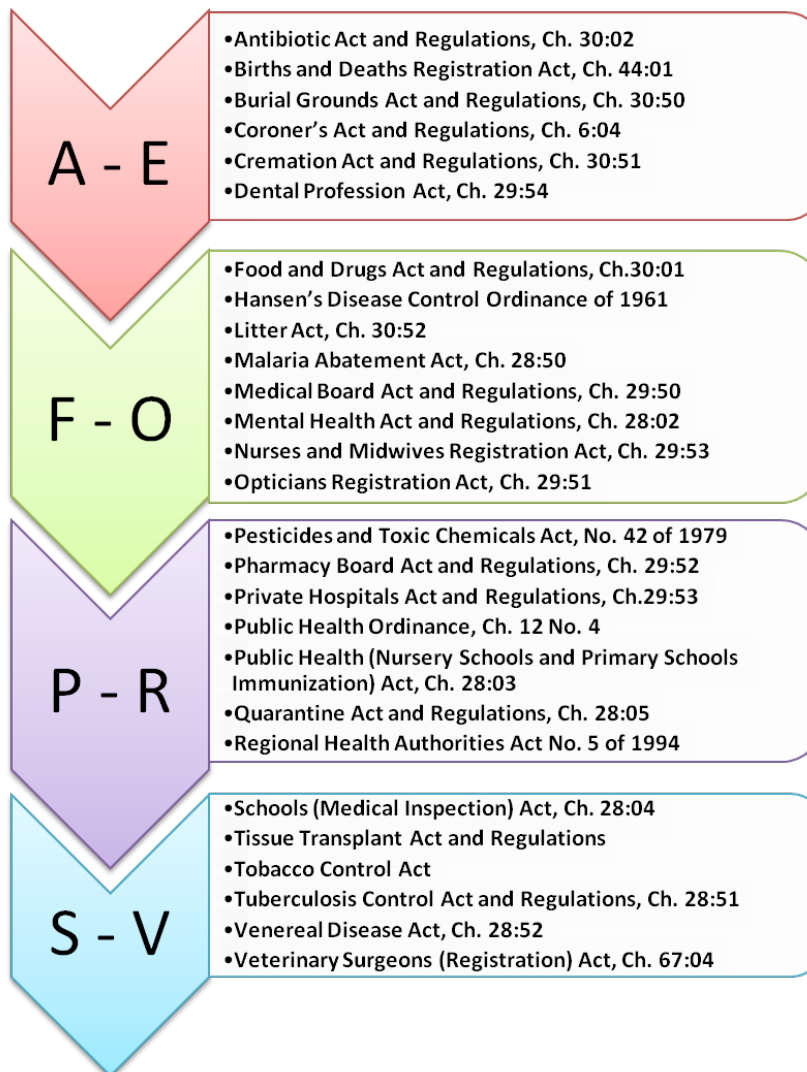 A - E
•Antibiotic Act and Regulations, Ch. 30:02
•Births and Deaths Registration Act, Ch. 44:01
•Burial Grounds Act and Regulations, Ch. 30:50
•Coroner's Act and Regulations, Ch. 6:04
•Cremation Act and Regulations, Ch. 30:51
•Dental Profession Act, Ch. 29:54
F - O
•Food and Drugs Act and Regulations, Ch.30:01
•Hansen's Disease Control Ordinance of 1961
•Litter Act, Ch. 30:52
•Malaria Abatement Act, Ch. 28:50
•Medical Board Act and Regulations, Ch. 29:50
•Mental Health Act and Regulations, Ch. 28:02
•Nurses and Midwives Registration Act, Ch. 29:53
•Opticians Registration Act, Ch. 29:51
P - R
•Pesticides and Toxic Chemicals Act, No. 42 of 1979
•Pharmacy Board Act and Regulations, Ch. 29:52
•Private Hospitals Act and Regulations, Ch.29:53
•Public Health Ordinance, Ch. 12 No. 4
•Public Health (Nursery Schools and Primary Schools
Immunization) Act, Ch. 28:03
•Quarantine Act and Regulations, Ch. 28:05
•Regional Health Authorities Act No. 5 of 1994
S - V
•Schools (Medical Inspection) Act, Ch. 28:04
•Tissue Transplant Act and Regulations
•Tobacco Control Act
•Tuberculosis Control Act and Regulations, Ch. 28:51
•Venereal Disease Act, Ch. 28:52
•Veterinary Surgeons (Registration) Act, Ch. 67:04